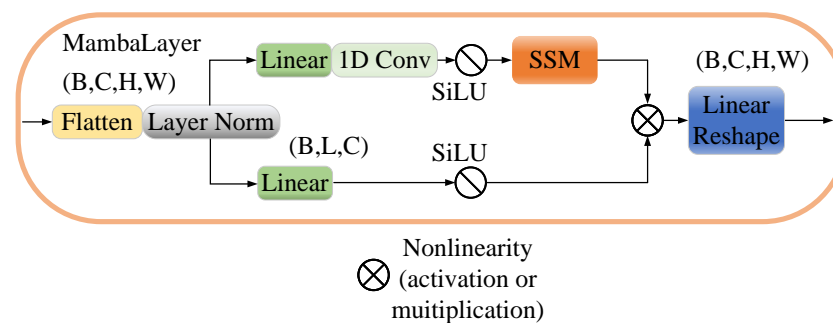 MambaLayer
(B,C,H,W)
Flatten
Layer Norm
Linear
1D Conv
SiLU
SSM
(B,L,C)
Linear
SiLU
(B,C,H,W)
Linear
Reshape
Nonlinearity
(activation or
muitiplication)